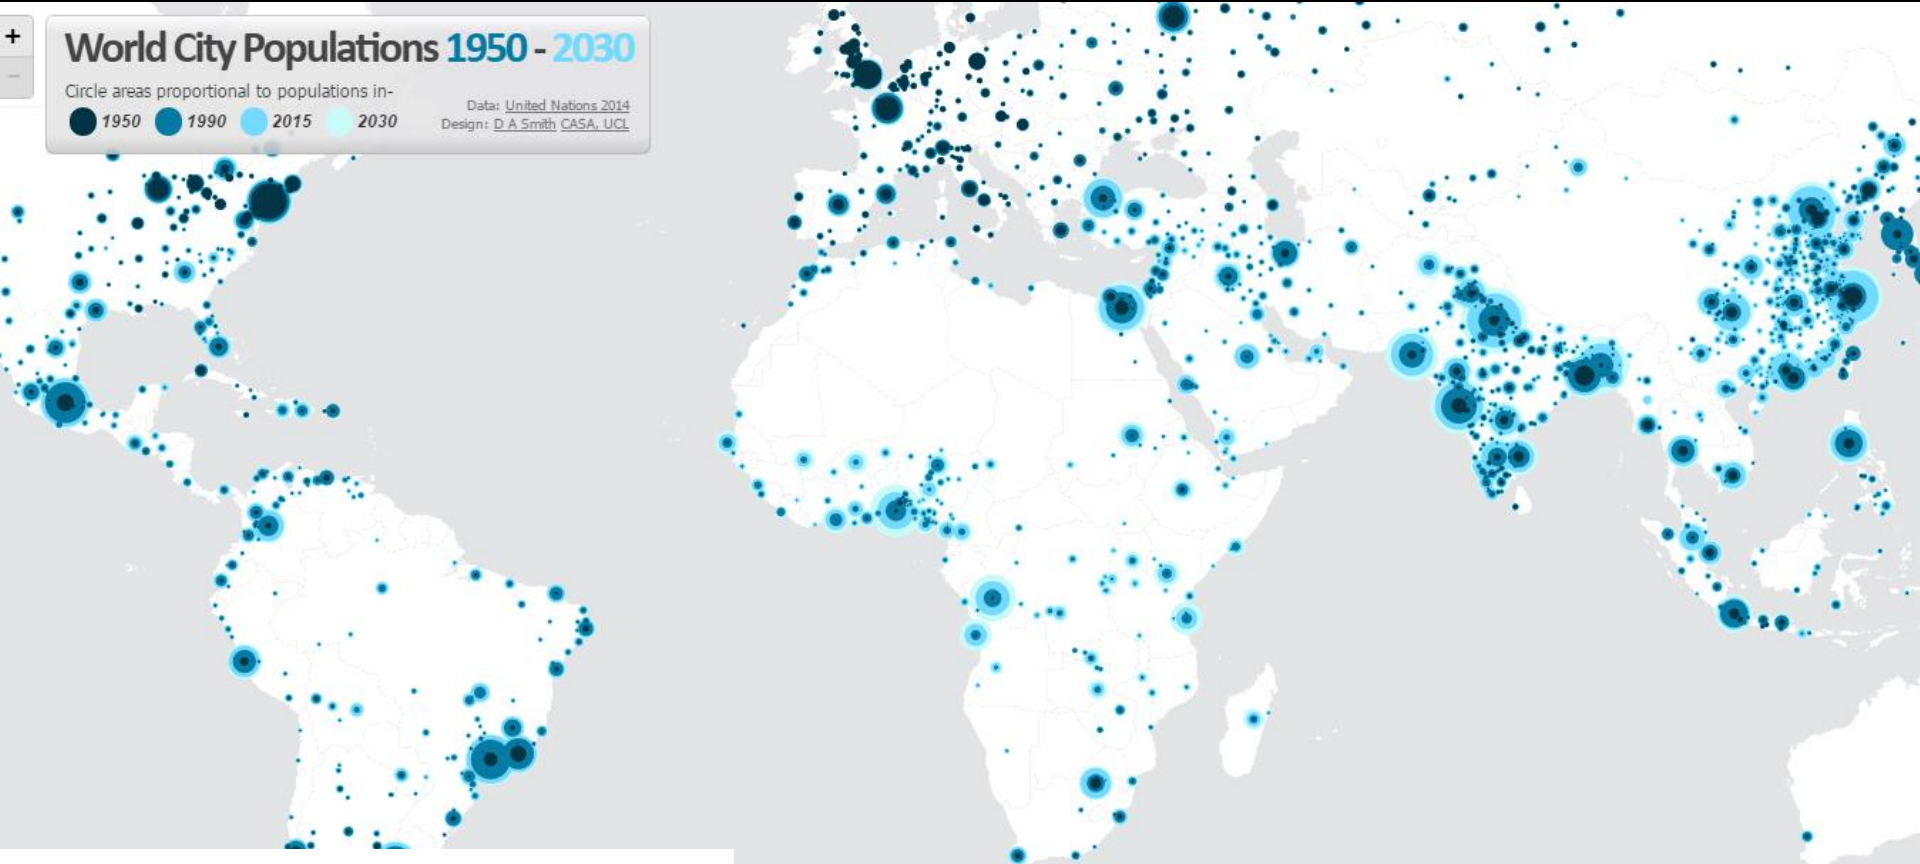 +
−
World City Populations 1950 - 2030
Circle areas proportional to populations in-
1950 1990 2015 2030
Data: United Nations 2014
Design: D A Smith CASA, UCL